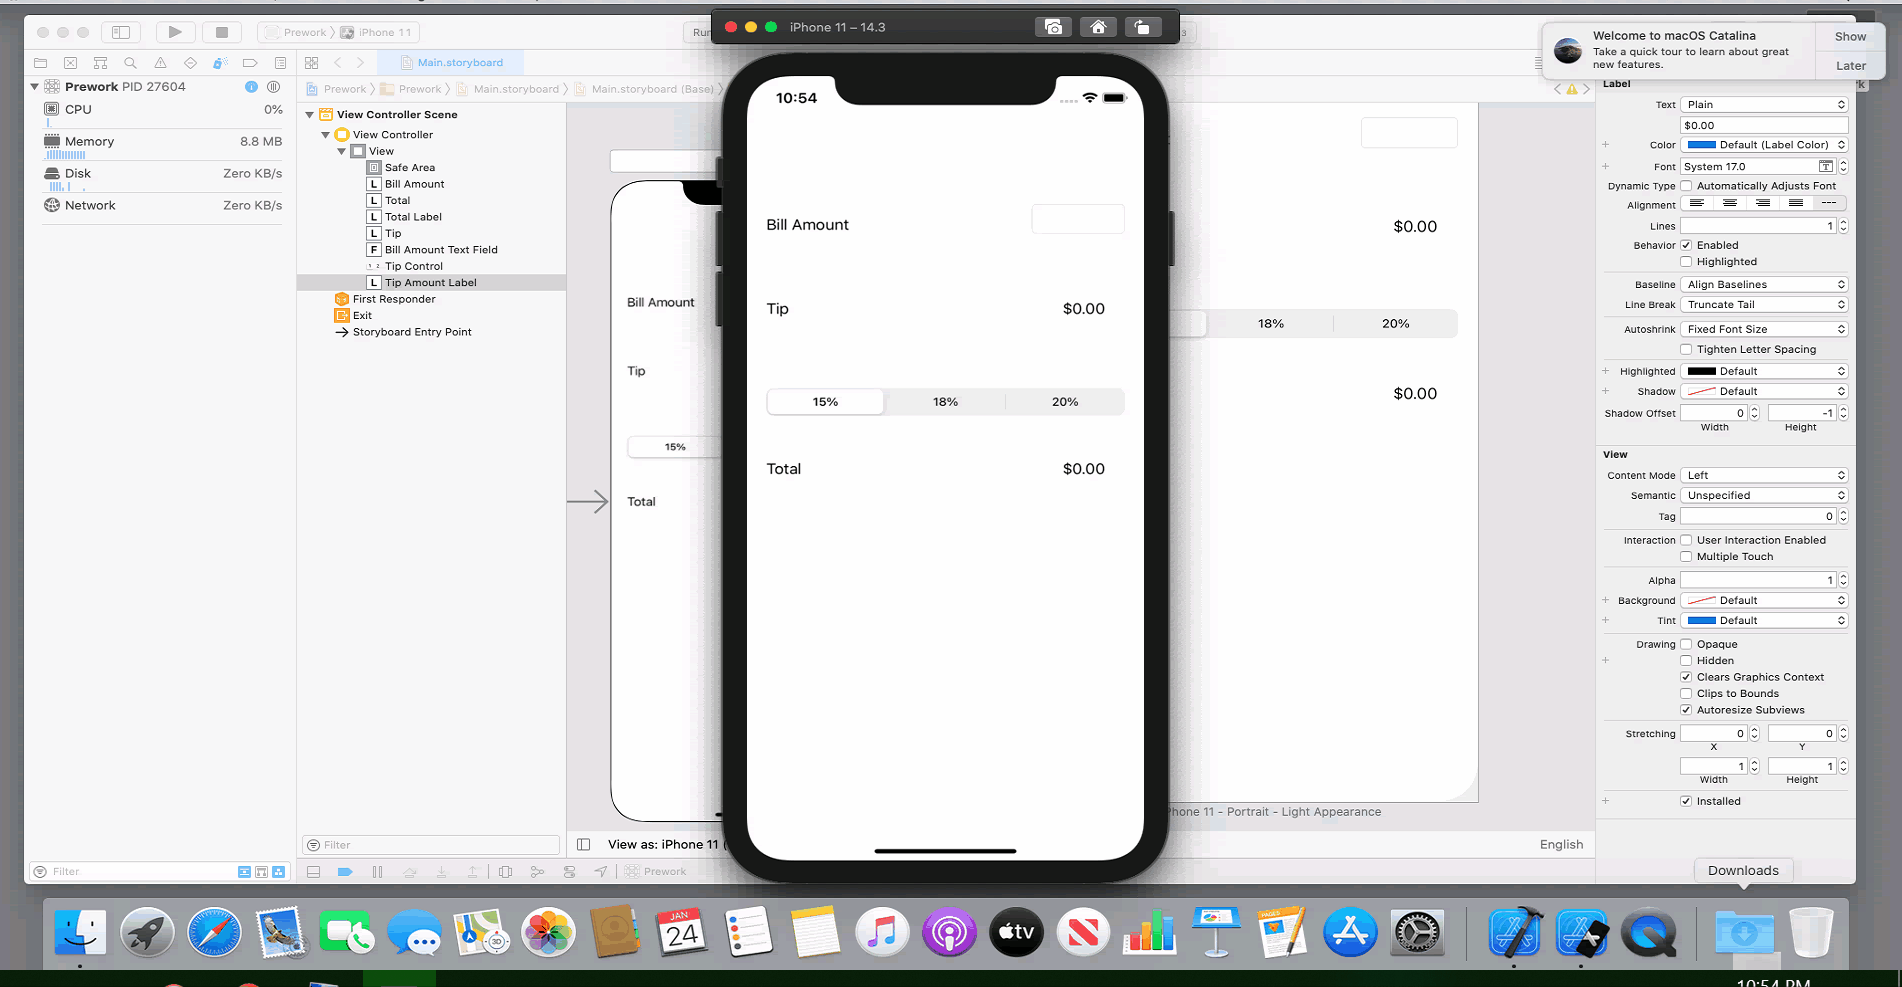 iPhone 11 – 14.3
Prework
iPhone 11
Run
Welcome to macOS Catalina
Take a quick tour to learn about great
new features.
Show
Later
Main.storyboard
Prework PID 27604
CPU
0%
Memory
8.8 MB
Disk
Zero KB/s
Network
Zero KB/s
Filter
Prework
Prework
Main.storyboard
Main.storyboard (Base)
View Controller Scene
View Controller
View
Safe Area
L Bill Amount
L Total
L Total Label
L Tip
F Bill Amount Text Field
1 2 Tip Control
L Tip Amount Label
First Responder
Exit
Storyboard Entry Point
Filter
Bill Amount
Tip
15%
Total
View as: iPhone 11 (
Prework
10:54
Bill Amount
Tip
$0.00
15%
18%
20%
Total
$0.00
$0.00
18%
20%
$0.00
Phone 11 - Portrait - Light Appearance
English
Label
Text
Plain
$0.00
Color
Default (Label Color)
Font
System 17.0
T
Dynamic Type
Automatically Adjusts Font
Alignment
Lines
1
Behavior
Enabled
Highlighted
Baseline
Align Baselines
Line Break
Truncate Tail
Autoshrink
Fixed Font Size
Tighten Letter Spacing
Highlighted
Default
Shadow
Default
Shadow Offset
0
-1
Width
Height
View
Content Mode
Left
Semantic
Unspecified
Tag
0
Interaction
User Interaction Enabled
Multiple Touch
Alpha
1
Background
Default
Tint
Default
Drawing
Opaque
Hidden
Clears Graphics Context
Clips to Bounds
Autoresize Subviews
Stretching
0
0
X
Y
1
1
Width
Height
Installed
Downloads
3D
JAN
24
tv
PAGES
10:54 PM